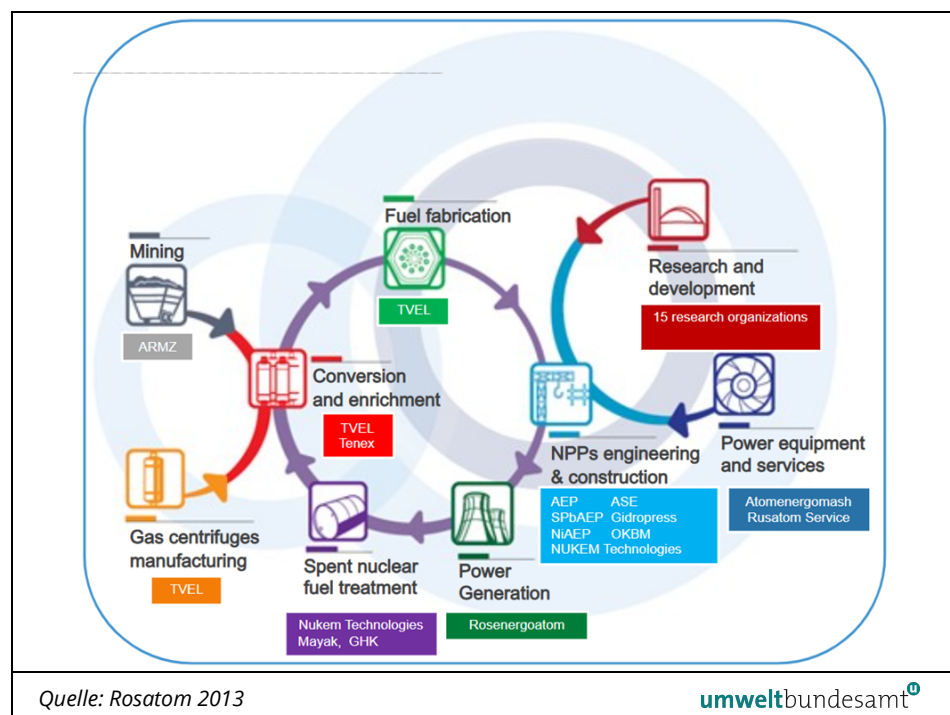 Fuel fabrication
TVEL
Mining
ARMZ
Research and
development
15 research organizations
Conversion
and enrichment
TVEL
Tenex
Power equipment
and services
Atomenergomash
Rusatom Service
NPPs engineering
& construction
AEP ASE
SPbAEP Gidropress
NiAEP OKBM
NUKEM Technologies
Gas centrifuges
manufacturing
TVEL
Spent nuclear
fuel treatment
Nukem Technologies
Mayak, GHK
Power
Generation
Rosenergoatom
Quelle: Rosatom 2013
umweltbundesamt u